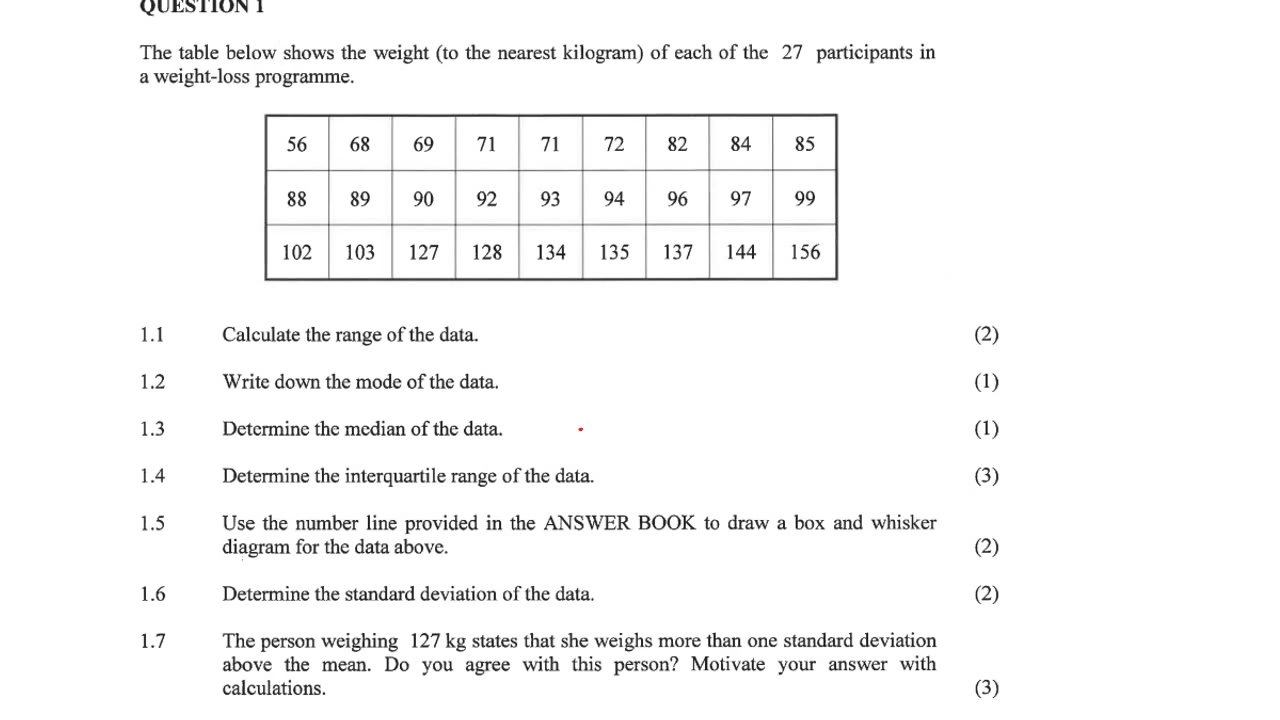 QUESTION 1
The table below shows the weight (to the nearest kilogram) of each of the 27 participants in
a weight-loss programme.
56 68 69 71 71 72 82 84 85
88 89 90 92 93 94 96 97 99
102 103 127 128 134 135 137 144 156
1.1 Calculate the range of the data. (2)
1.2 Write down the mode of the data. (1)
1.3 Determine the median of the data. (1)
1.4 Determine the interquartile range of the data. (3)
1.5 Use the number line provided in the ANSWER BOOK to draw a box and whisker
diagram for the data above. (2)
1.6 Determine the standard deviation of the data. (2)
1.7 The person weighing 127 kg states that she weighs more than one standard deviation
above the mean. Do you agree with this person? Motivate your answer with
calculations. (3)